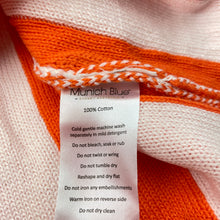 Munich Blues
100% Cotton
Cold gentle machine wash
separately in mild detergent
Do not bleach, soak or rub
Do not twist or wring
Do not tumble dry
Reshape and dry flat
Do not iron any embellishments
Warm iron on reverse side
Do not dry clean